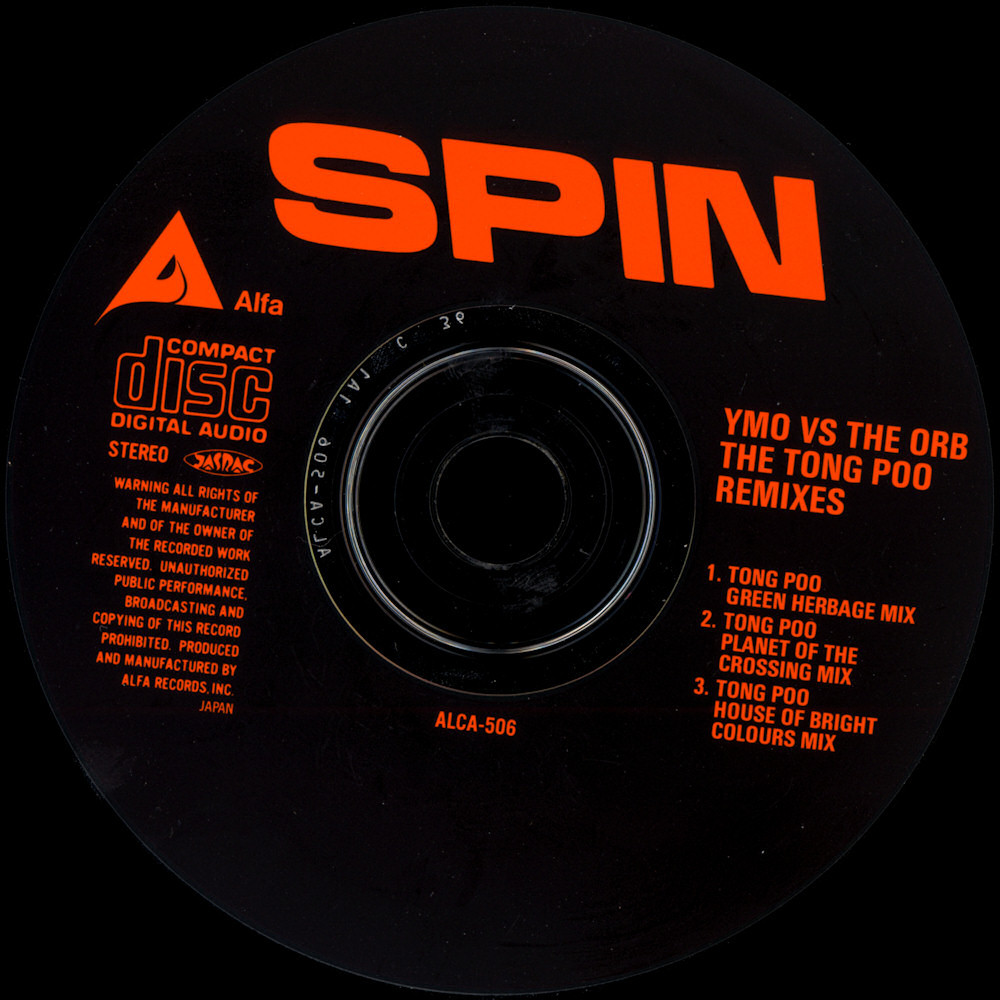 SPIN
Alfa
COMPACT
disc
DIGITAL AUDIO
STEREO JASRAC
WARNING ALL RIGHTS OF
THE MANUFACTURER
AND OF THE OWNER OF
THE RECORDED WORK
RESERVED. UNAUTHORIZED
PUBLIC PERFORMANCE,
BROADCASTING AND
COPYING OF THIS RECORD
PROHIBITED. PRODUCED
AND MANUFACTURED BY
ALFA RECORDS, INC.
JAPAN
ALCA-506 1A1 C 36
YMO VS THE ORB
THE TONG POO
REMIXES
1. TONG POO
GREEN HERBAGE MIX
2. TONG POO
PLANET OF THE
CROSSING MIX
3. TONG POO
HOUSE OF BRIGHT
COLOURS MIX
ALCA-506